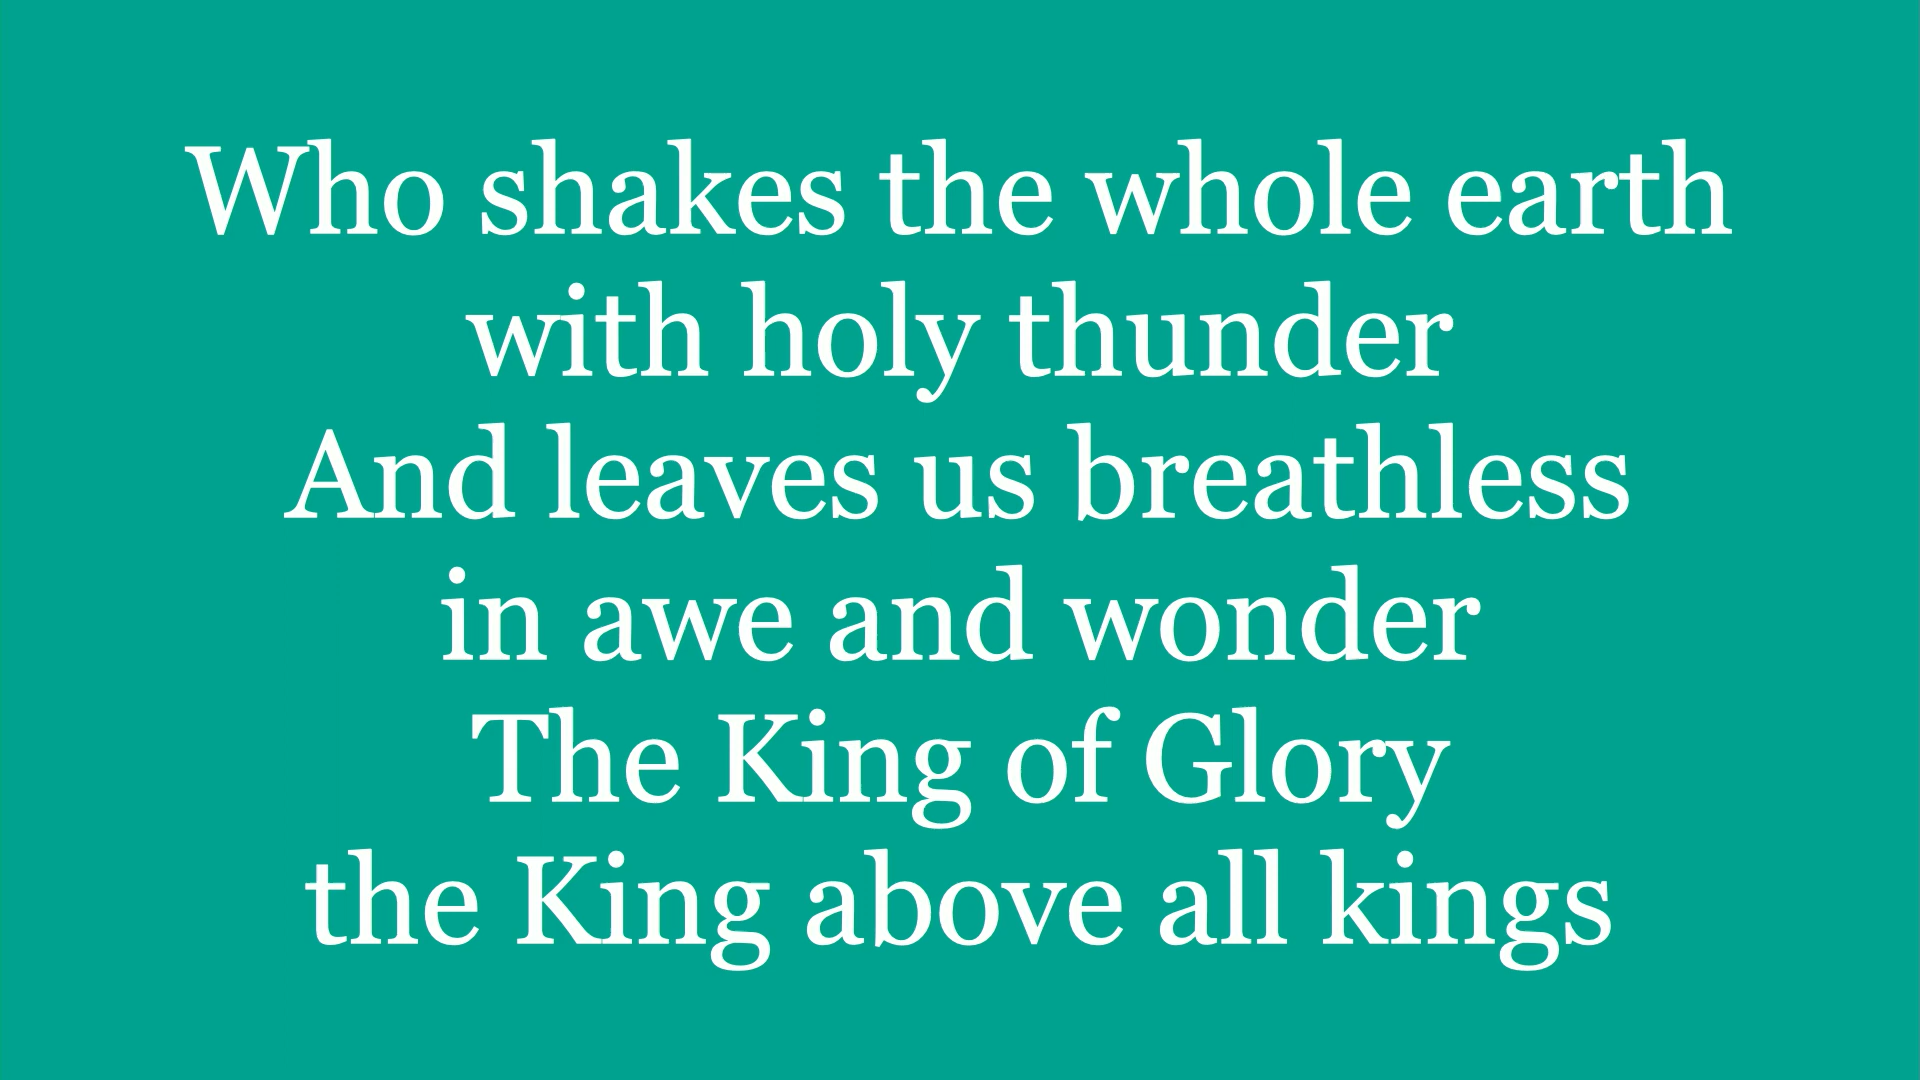 Who shakes the whole earth
with holy thunder
And leaves us breathless
in awe and wonder
The King of Glory
the King above all kings